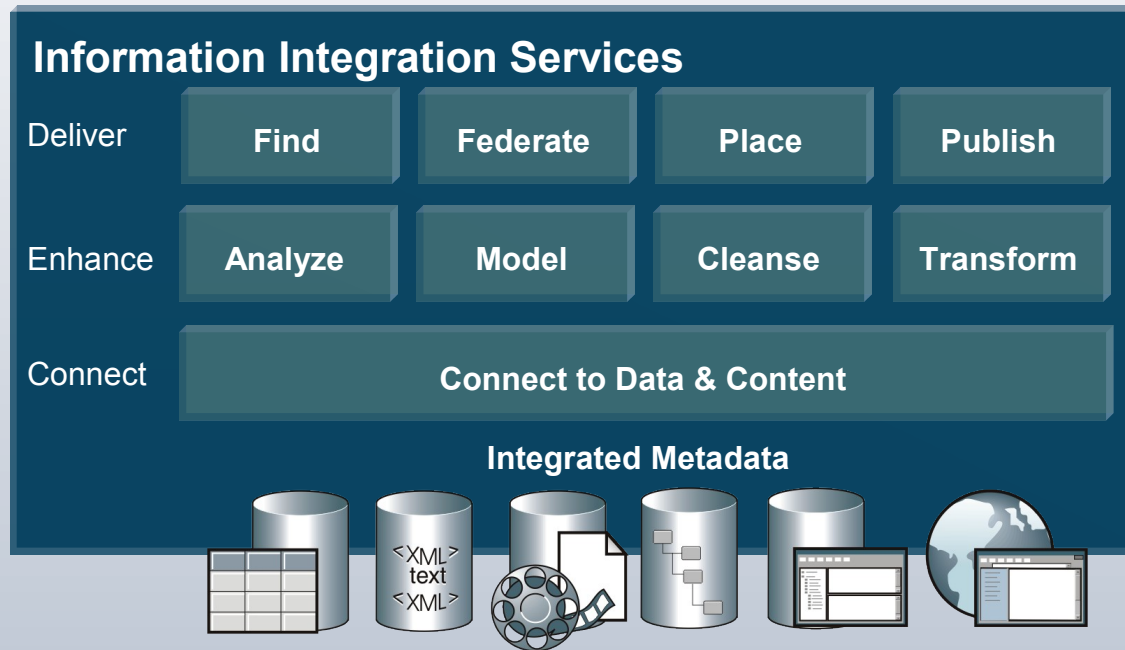 Information Integration Services
Deliver
Find
Federate
Place
Publish
Enhance
Analyze
Model
Cleanse
Transform
Connect
Connect to Data & Content
Integrated Metadata
<XML>
text
<XML>